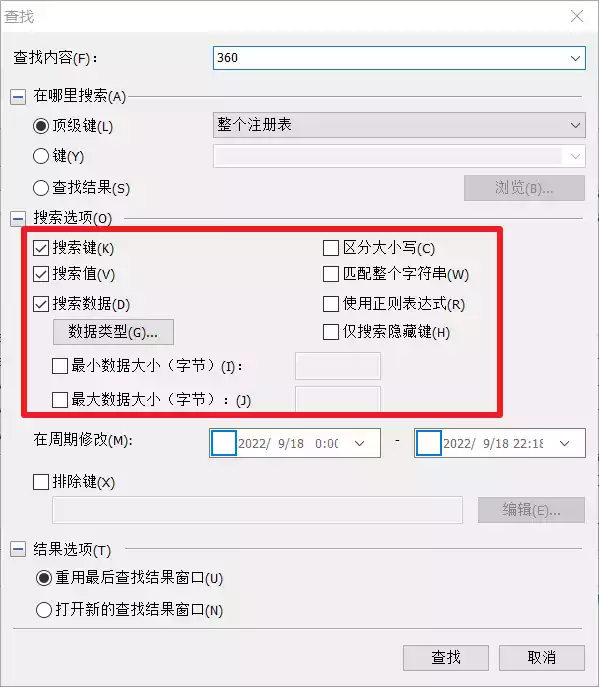 查找
查找内容(F)：
360
在哪里搜索(A)
顶级键(L)
整个注册表
键(Y)
查找结果(S)
浏览(B)...
搜索选项(O)
搜索键(K)
区分大小写(C)
搜索值(V)
匹配整个字符串(W)
搜索数据(D)
使用正则表达式(R)
数据类型(G)...
仅搜索隐藏键(H)
最小数据大小（字节）(I)：
最大数据大小（字节）：(J)
在周期修改(M):
2022/ 9/18 0:00
-
2022/ 9/18 22:18
排除键(X)
编辑(E)...
结果选项(T)
重用最后查找结果窗口(U)
打开新的查找结果窗口(N)
查找
取消